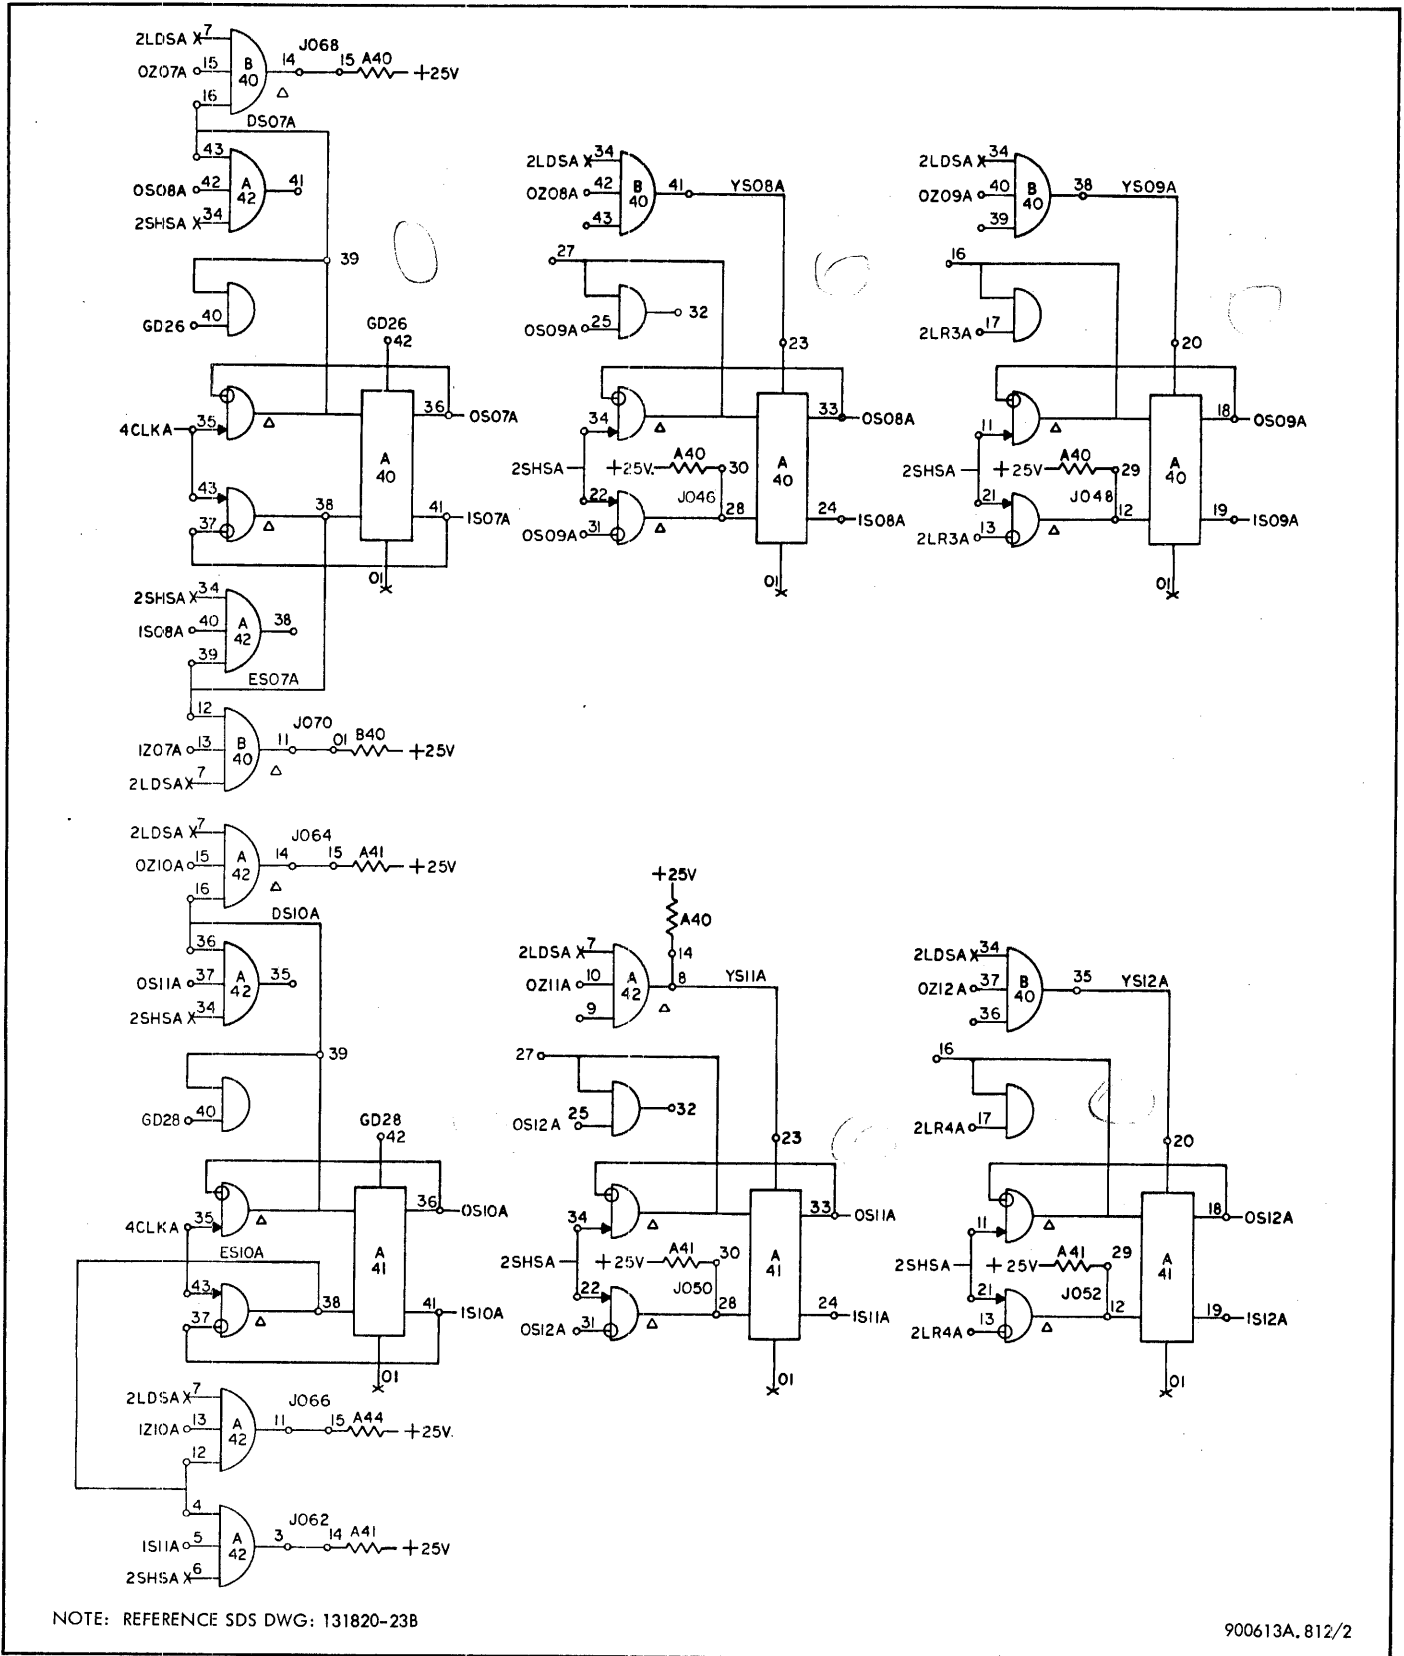 2LDSA 7
OZ07A 15
16
B 40
14 J068 15 A40 +25V
DS07A
43
OS08A 42
2SHSA 34
A 42
41
39
GD26 40
GD26
42
4CLKA 35
43
37
38
A 40
36 OS07A
41 IS07A
01
2SHSA 34
IS08A 40
39
A 42
38
ES07A
12
IZ07A 13
2LDSA 7
B 40
11 J070 01 B40 +25V
2LDSA 34
OZ08A 42
43
B 40
41 YS08A
27
OS09A 25
32
23
34
2SHSA
22
OS09A 31
+25V A40 30
J046
28
A 40
33 OS08A
24 IS08A
01
2LDSA 34
OZ09A 40
39
B 40
38 YS09A
16
2LR3A 17
20
11
2SHSA
21
2LR3A 13
+25V A40 29
J048
12
A 40
18 OS09A
19 IS09A
01
2LDSA 7
OZ10A 15
16
A 42
14 J064 15 A41 +25V
DS10A
36
OS11A 37
2SHSA 34
A 42
35
39
GD28 40
GD28
42
4CLKA 35
ES10A
43
37
38
A 41
36 OS10A
41 IS10A
01
2LDSA 7
IZ10A 13
12
A 42
11 J066 15 A44 +25V
4
IS11A 5
2SHSA 6
A 42
3 J062 14 A41 +25V
+25V
A40
14
2LDSA 7
OZ11A 10
9
A 42
8 YS11A
27
OS12A 25
32
23
34
2SHSA
22
OS12A 31
+25V A41 30
J050
28
A 41
33 OS11A
24 IS11A
01
2LDSA 34
OZ12A 37
36
B 40
35 YS12A
16
2LR4A 17
20
11
2SHSA
21
2LR4A 13
+25V A41 29
J052
12
A 41
18 OS12A
19 IS12A
01
NOTE: REFERENCE SDS DWG: 131820-23B
900613A.812/2